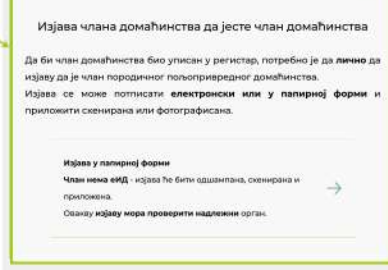 Изјава члана домаћинства да јесте члан домаћинства
Да би члан домаћинства био уписан у регистар, потребно је да лично да
изјаву да је члан породичног пољопривредног домаћинства.
Изјава се може потписати електронски или у папирној форми и
приложити скенирана или фотографисана.
Изјава у папирној форми
Члан нема еИД - изјава ће бити одшампана, скенирана и
приложена.
Овакву изјаву мора проверити надлежни орган.